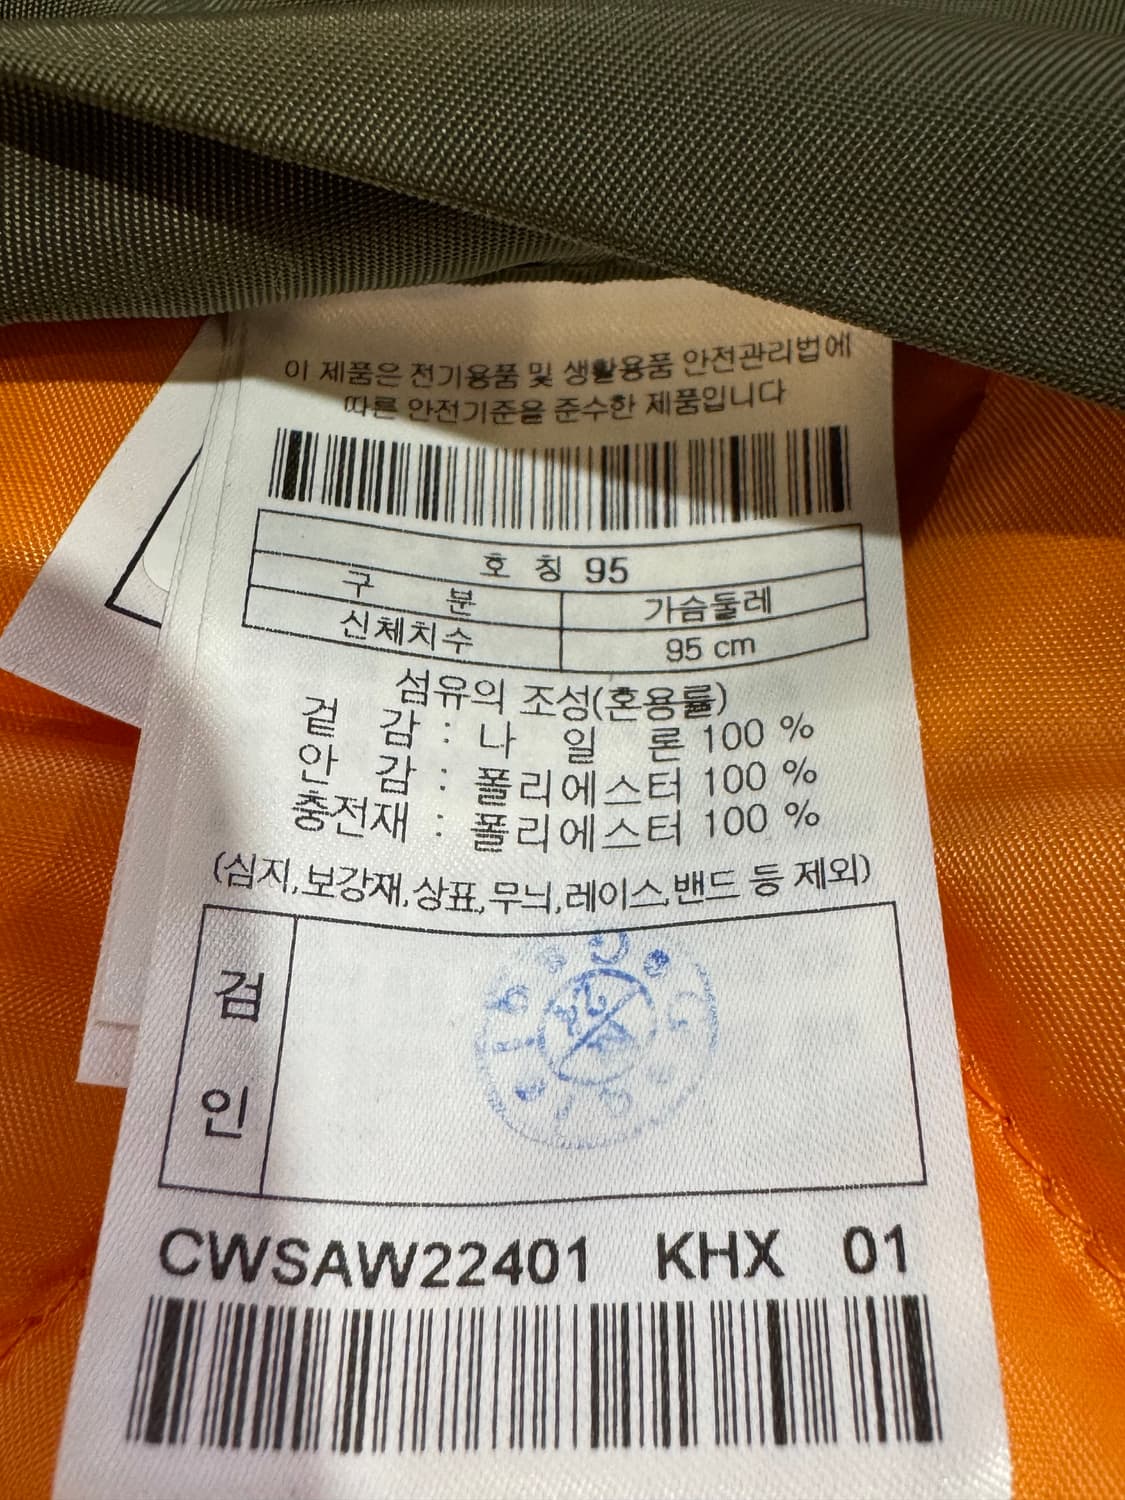 이 제품은 전기용품 및 생활용품 안전관리법에
따른 안전기준을 준수한 제품입니다
호 칭 95
구 분 가슴둘레
신체치수 95 cm
섬유의 조성(혼용률)
겉 감 : 나 일 론 100 %
안 감 : 폴리에스터 100 %
충전재 : 폴리에스터 100 %
(심지,보강재,상표,무늬,레이스,밴드 등 제외)
검
인
CWSAW22401 KHX 01